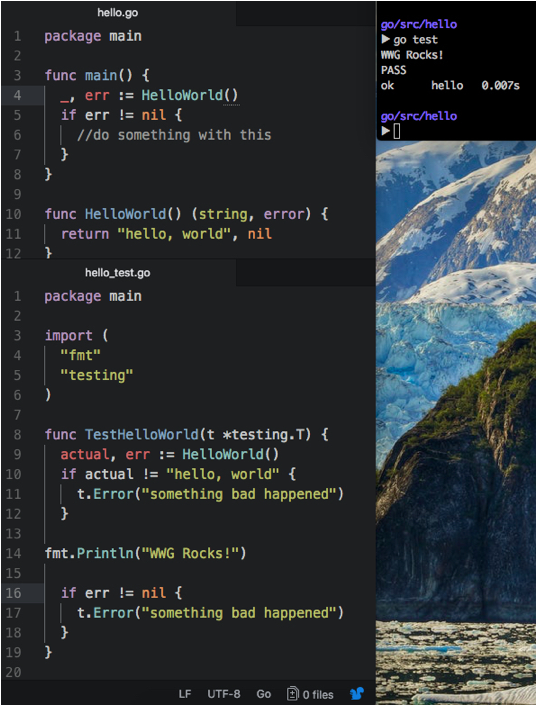 hello.go
1 package main
2
3 func main() {
4 _, err := HelloWorld()
5 if err != nil {
6 //do something with this
7 }
8 }
9
10 func HelloWorld() (string, error) {
11 return "hello, world", nil
12 }
hello_test.go
1 package main
2
3 import (
4 "fmt"
5 "testing"
6 )
7
8 func TestHelloWorld(t *testing.T) {
9 actual, err := HelloWorld()
10 if actual != "hello, world" {
11 t.Error("something bad happened")
12 }
13
14 fmt.Println("WWG Rocks!")
15
16 if err != nil {
17 t.Error("something bad happened")
18 }
19 }
20
LF UTF-8 Go 0 files
go/src/hello
▶ go test
WWG Rocks!
PASS
ok hello 0.007s
go/src/hello
▶